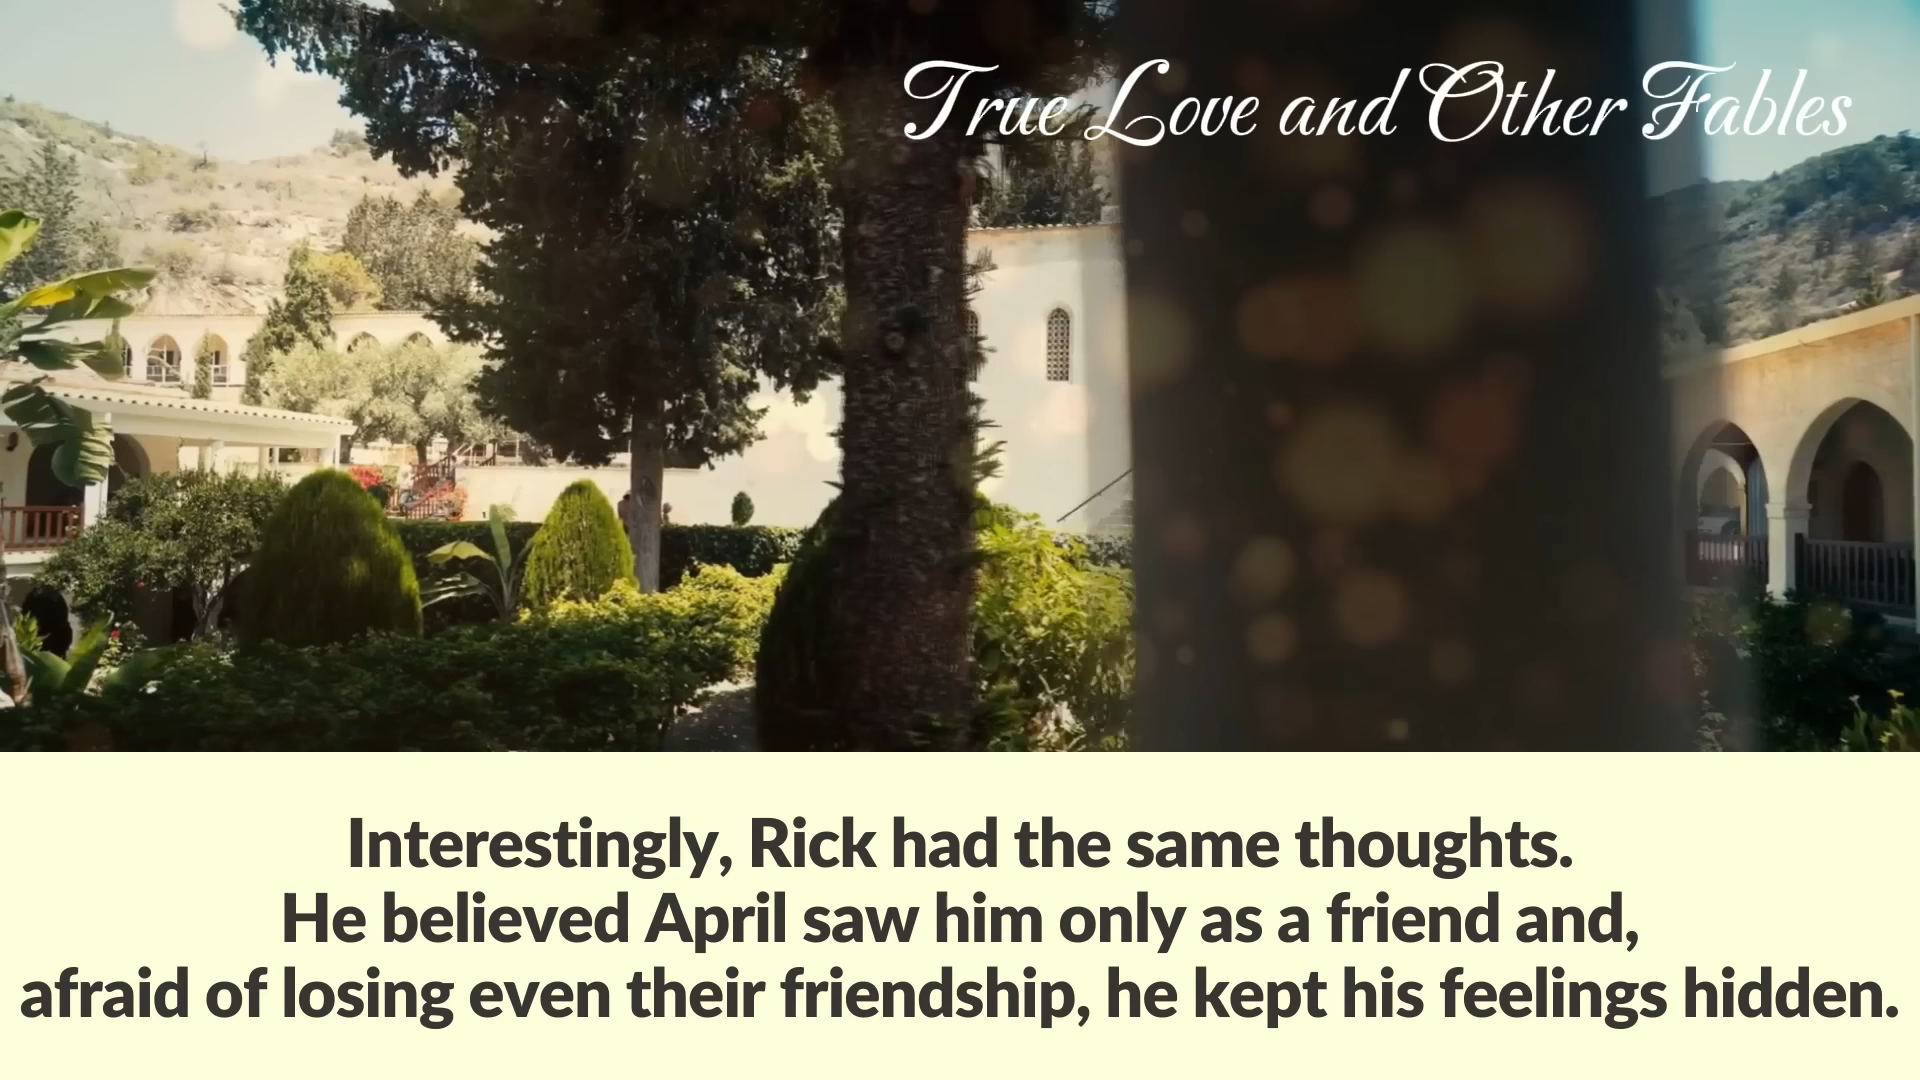 True Love and Other Fables
Interestingly, Rick had the same thoughts.
He believed April saw him only as a friend and,
afraid of losing even their friendship, he kept his feelings hidden.